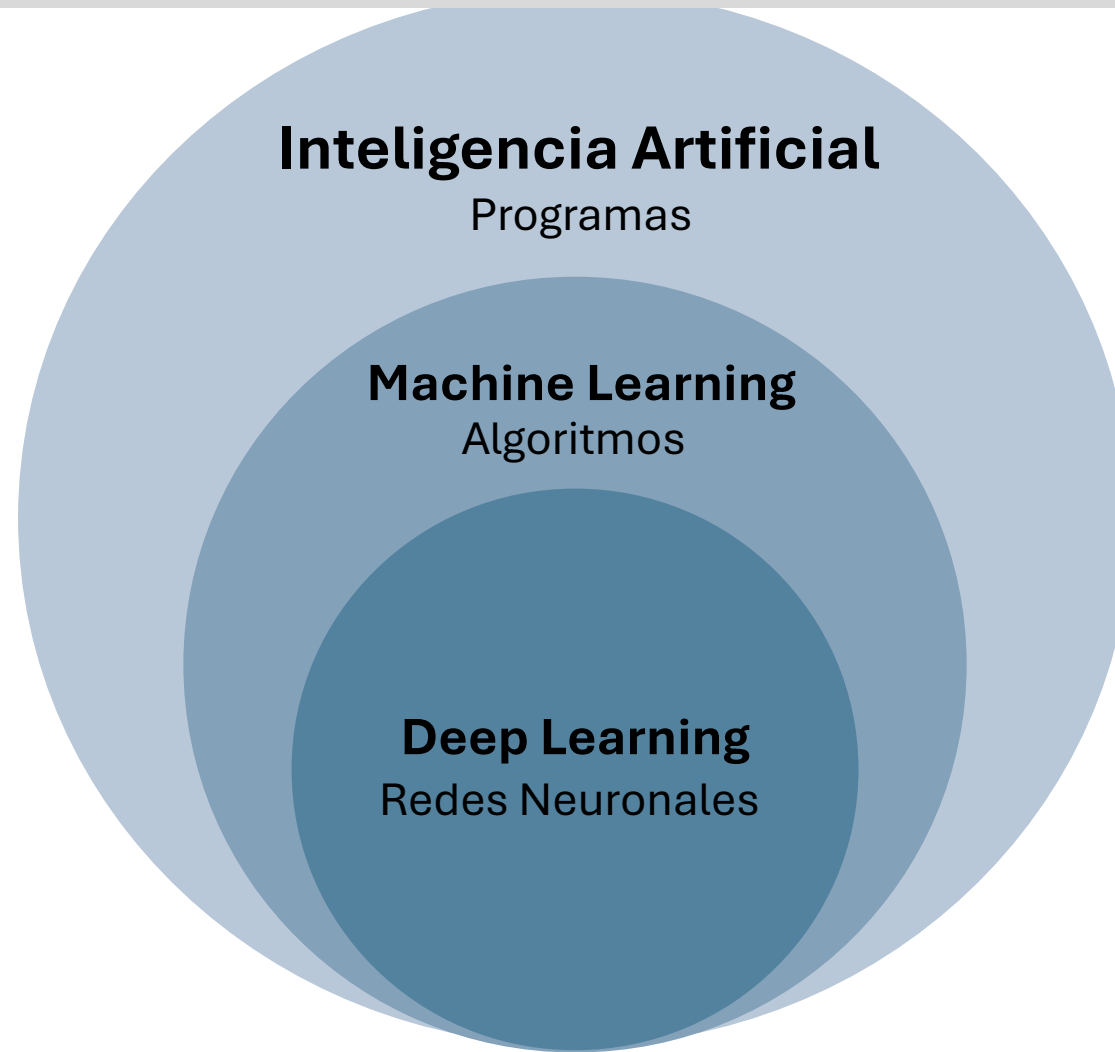 Inteligencia Artificial
Programas
Machine Learning
Algoritmos
Deep Learning
Redes Neuronales